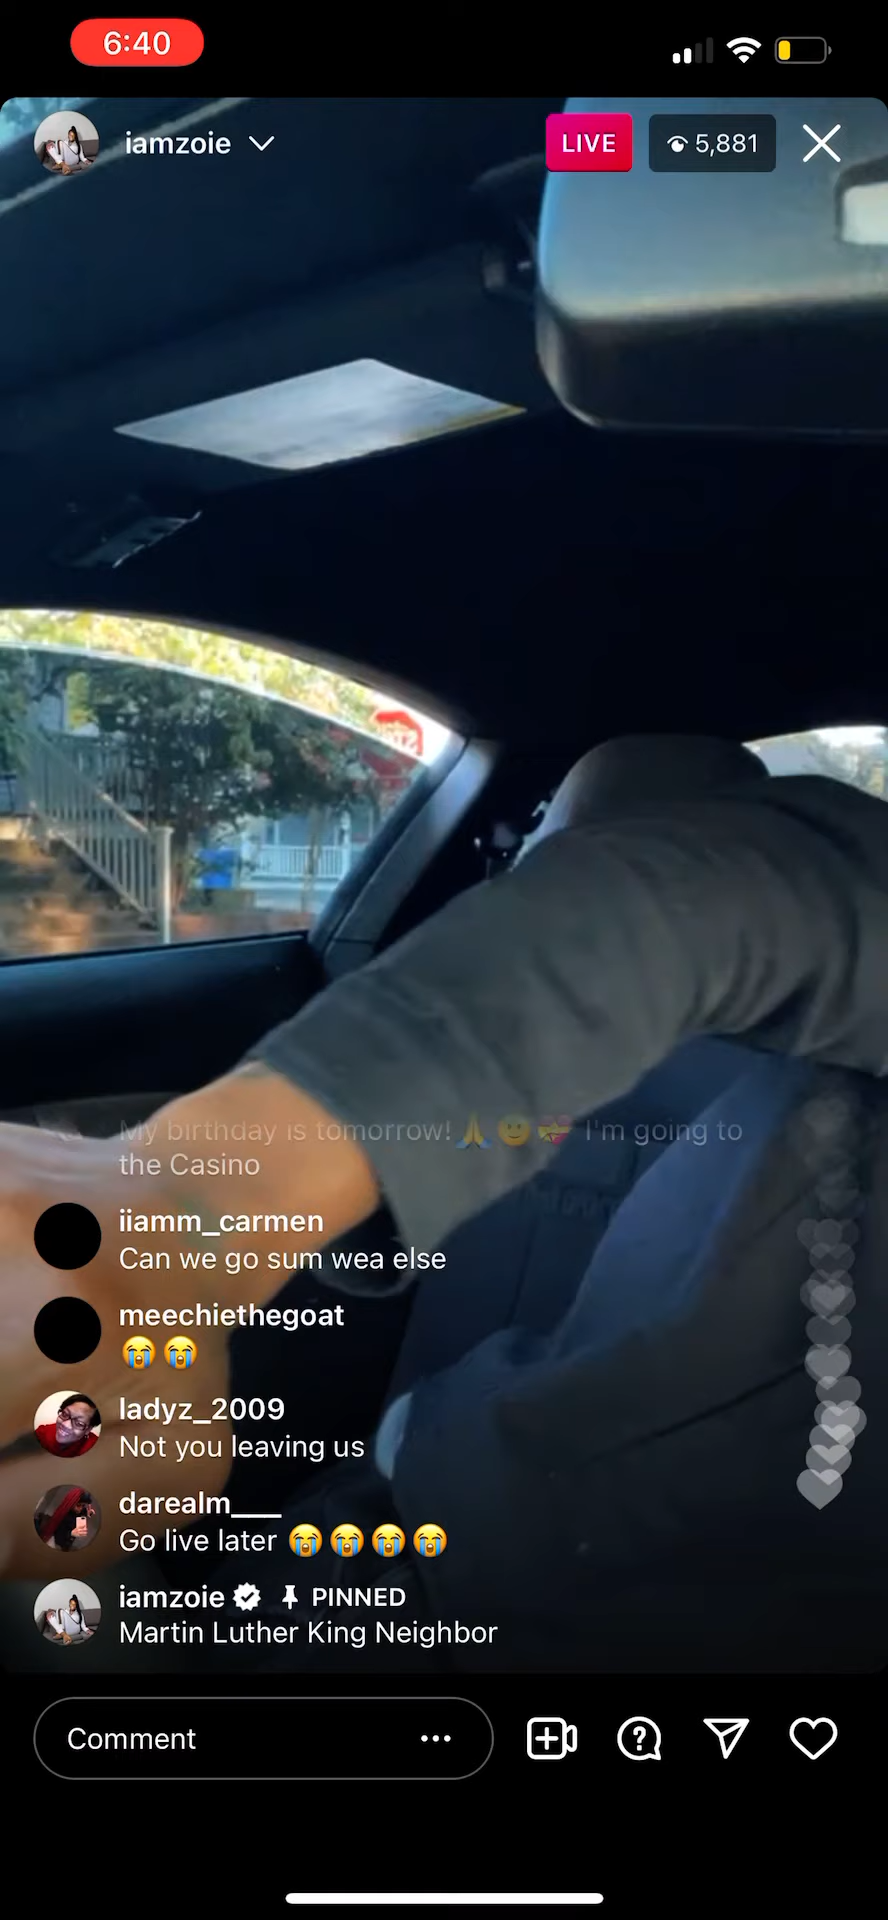 6:40
iamzoie
LIVE
5,881
My birthday is tomorrow!🙏🙂💝 I'm going to
the Casino
iiamm_carmen
Can we go sum wea else
meechiethegoat
😭😭
ladyz_2009
Not you leaving us
darealm___
Go live later 😭😭😭😭
iamzoie PINNED
Martin Luther King Neighbor
Comment